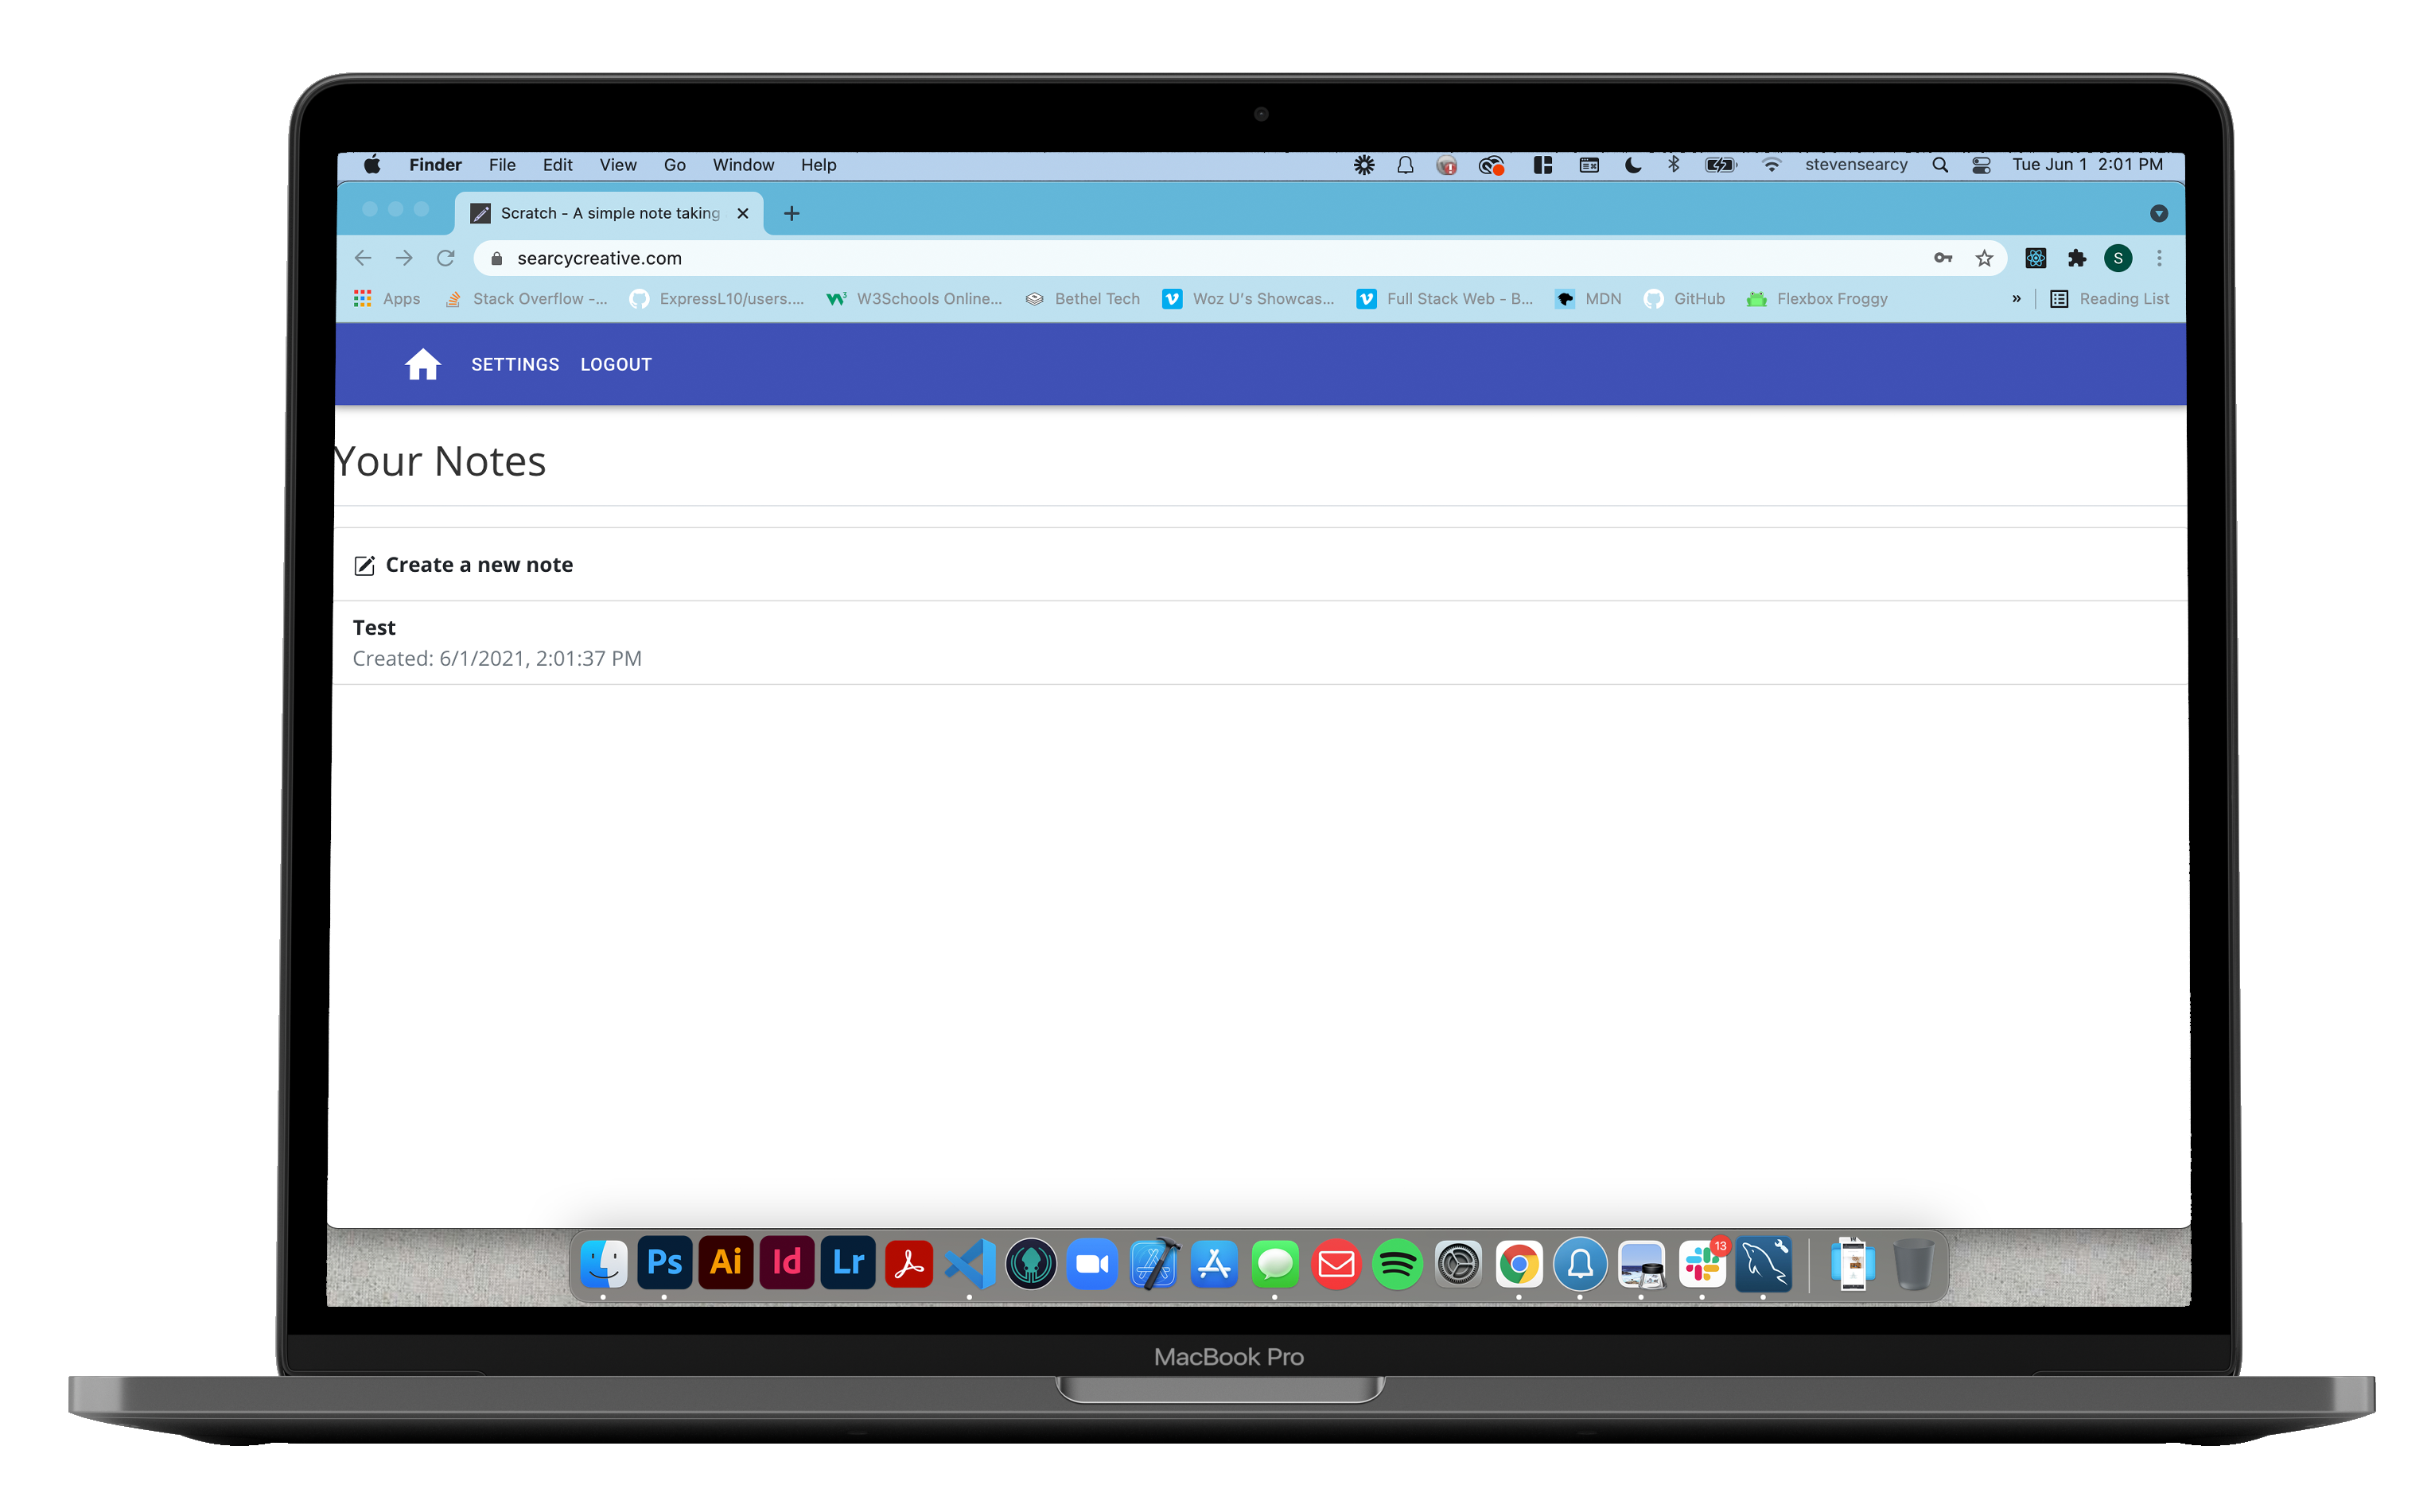 Finder File Edit View Go Window Help stevensearcy Tue Jun 1 2:01 PM
Scratch - A simple note taking
searcycreative.com S
Apps Stack Overflow -... ExpressL10/users.... W3Schools Online... Bethel Tech Woz U's Showcas... Full Stack Web - B... MDN GitHub Flexbox Froggy » Reading List
SETTINGS LOGOUT
Your Notes
Create a new note
Test
Created: 6/1/2021, 2:01:37 PM
Ps Ai Id Lr 13
MacBook Pro